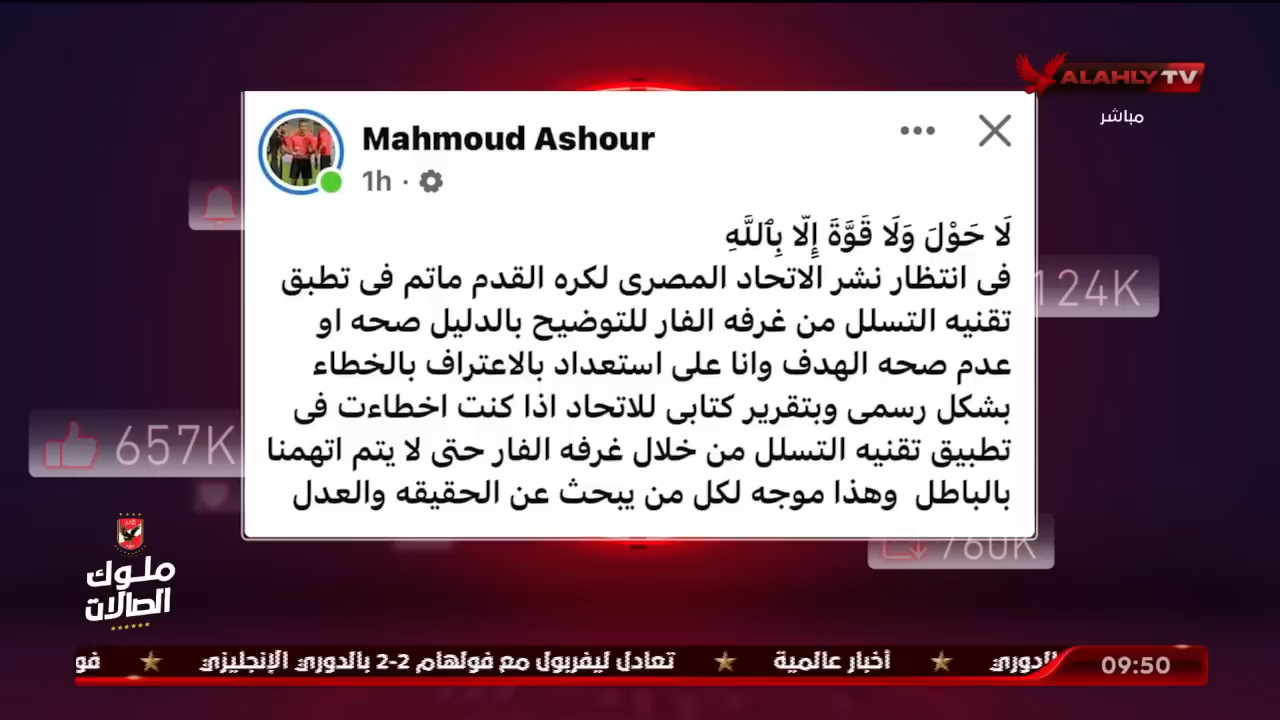 ALAHLY TV
مباشر
Mahmoud Ashour
1h
لَا حَوْلَ وَلَا قَوَّةَ إِلّا بِٱللَّهِ
فى انتظار نشر الاتحاد المصرى لكره القدم ماتم فى تطبق
تقنيه التسلل من غرفه الفار للتوضيح بالدليل صحه او
عدم صحه الهدف وانا على استعداد بالاعتراف بالخطاء
بشكل رسمى وبتقرير كتابى للاتحاد اذا كنت اخطاءت فى
تطبيق تقنيه التسلل من خلال غرفه الفار حتى لا يتم اتهمنا
بالباطل وهذا موجه لكل من يبحث عن الحقيقه والعدل
124K
657K
760K
ملوك
الصالات
الدوري ★ أخبار عالمية ★ تعادل ليفربول مع فولهام 2-2 بالدوري الإنجليزي ★ فو
09:50